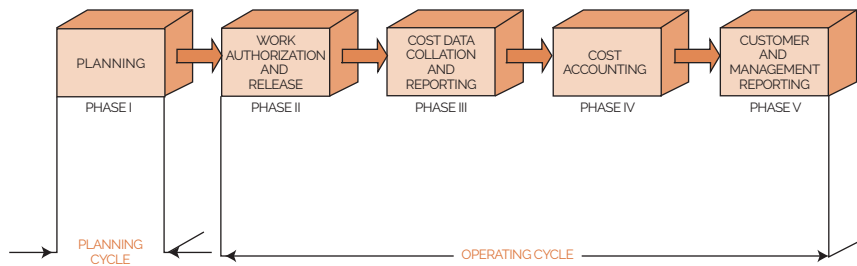 PLANNING
WORK
AUTHORIZATION
AND
RELEASE
COST DATA
COLLATION
AND
REPORTING
COST
ACCOUNTING
CUSTOMER
AND
MANAGEMENT
REPORTING
PHASE I
PHASE II
PHASE III
PHASE IV
PHASE V
PLANNING
CYCLE
OPERATING CYCLE